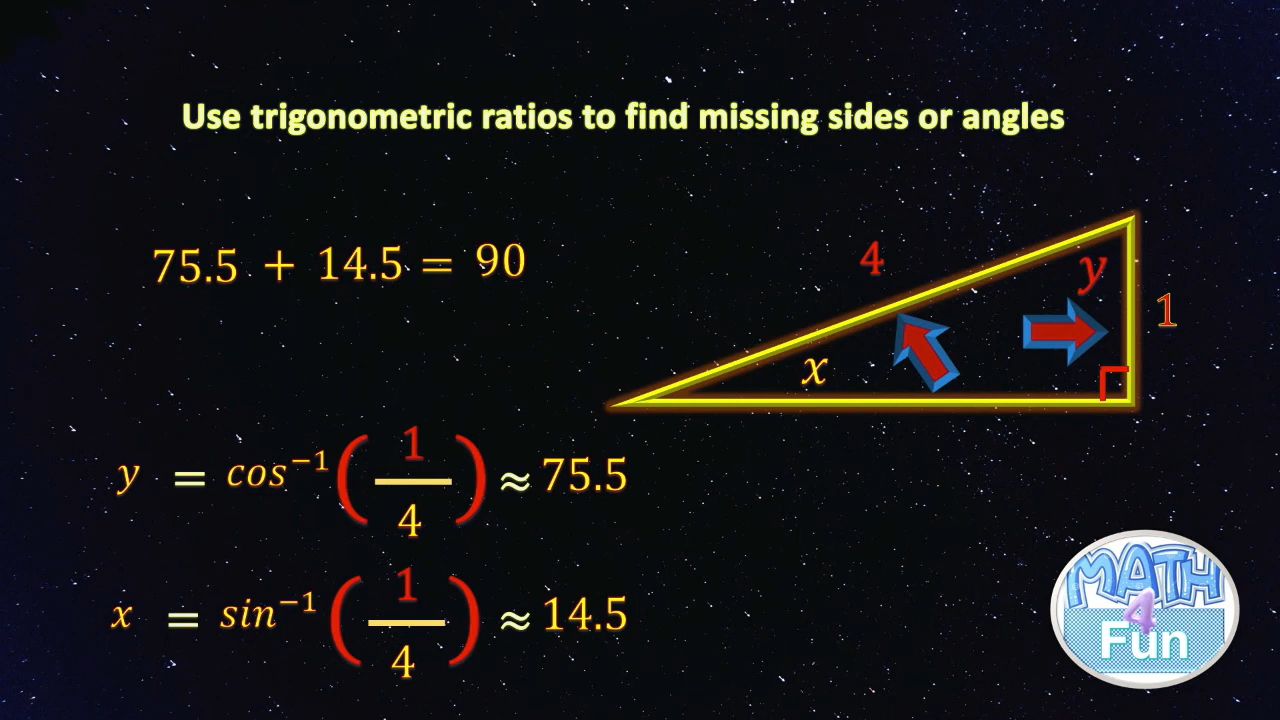 Use trigonometric ratios to find missing sides or angles
75.5 + 14.5 = 90
4
y
1
x
y = cos⁻¹(1/4) ≈ 75.5
x = sin⁻¹(1/4) ≈ 14.5
MATH
4
Fun